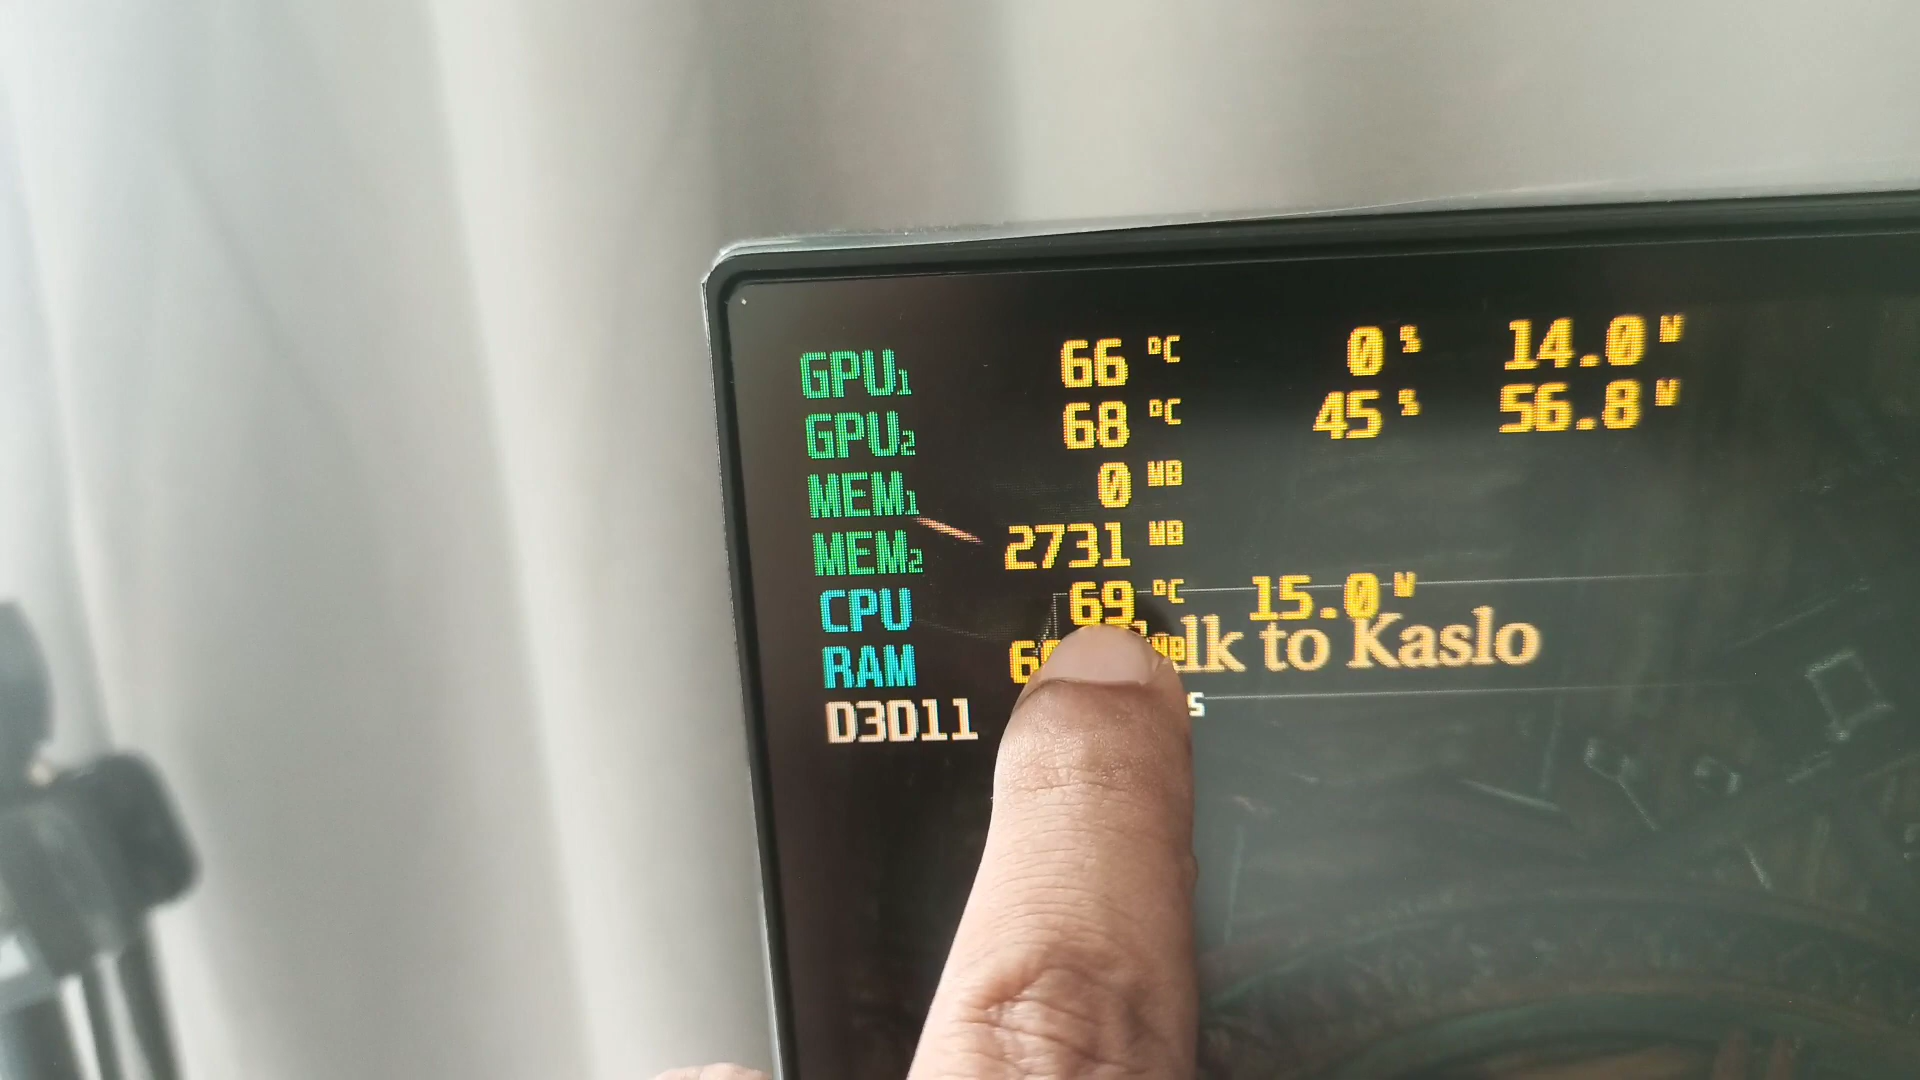 GPU1 66 °C 0 % 14.0 W
GPU2 68 °C 45 % 56.8 W
MEM1 0 MB
MEM2 2731 MB
CPU 69 °C 15.0 W
RAM MB
to Kaslo
D3D11